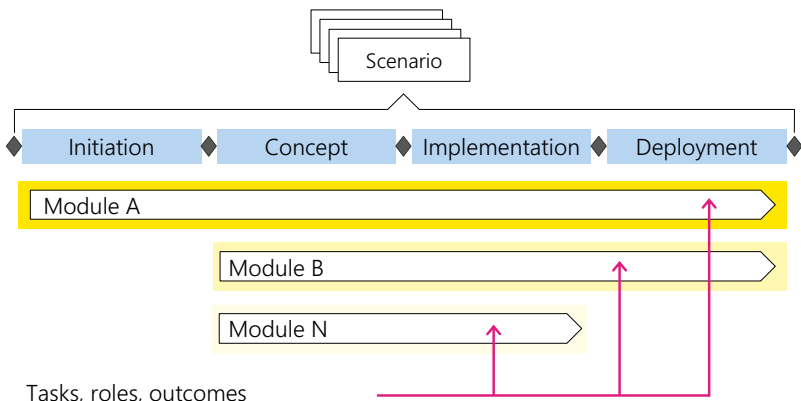 Scenario
Initiation Concept Implementation Deployment
Module A
Module B
Module N
Tasks, roles, outcomes